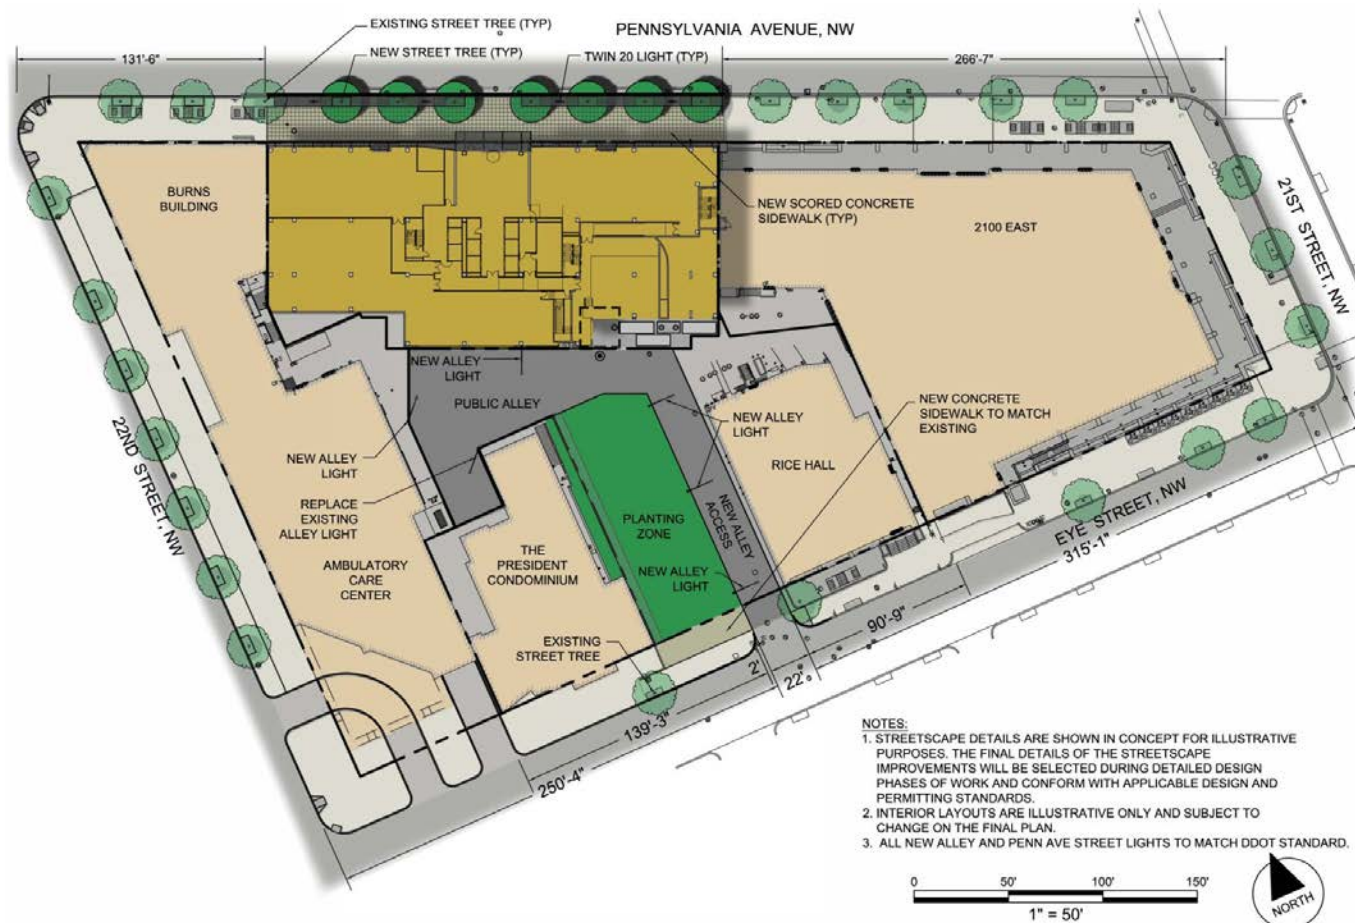 EXISTING STREET TREE (TYP)
PENNSYLVANIA AVENUE, NW
131'-6"
NEW STREET TREE (TYP)
TWIN 20 LIGHT (TYP)
266'-7"
BURNS
BUILDING
NEW SCORED CONCRETE
SIDEWALK (TYP)
2100 EAST
21ST STREET, NW
22ND STREET, NW
NEW ALLEY
LIGHT
PUBLIC ALLEY
NEW ALLEY
LIGHT
NEW CONCRETE
SIDEWALK TO MATCH
EXISTING
NEW ALLEY
LIGHT
REPLACE
EXISTING
ALLEY LIGHT
RICE HALL
PLANTING
ZONE
NEW ALLEY
ACCESS
EYE STREET, NW
315'-1"
THE
PRESIDENT
CONDOMINIUM
AMBULATORY
CARE
CENTER
NEW ALLEY
LIGHT
EXISTING
STREET TREE
90'-9"
2'
22'
139'-3"
250'-4"
NOTES:
1. STREETSCAPE DETAILS ARE SHOWN IN CONCEPT FOR ILLUSTRATIVE
PURPOSES. THE FINAL DETAILS OF THE STREETSCAPE
IMPROVEMENTS WILL BE SELECTED DURING DETAILED DESIGN
PHASES OF WORK AND CONFORM WITH APPLICABLE DESIGN AND
PERMITTING STANDARDS.
2. INTERIOR LAYOUTS ARE ILLUSTRATIVE ONLY AND SUBJECT TO
CHANGE ON THE FINAL PLAN.
3. ALL NEW ALLEY AND PENN AVE STREET LIGHTS TO MATCH DDOT STANDARD.
0 50' 100' 150'
1" = 50'
NORTH